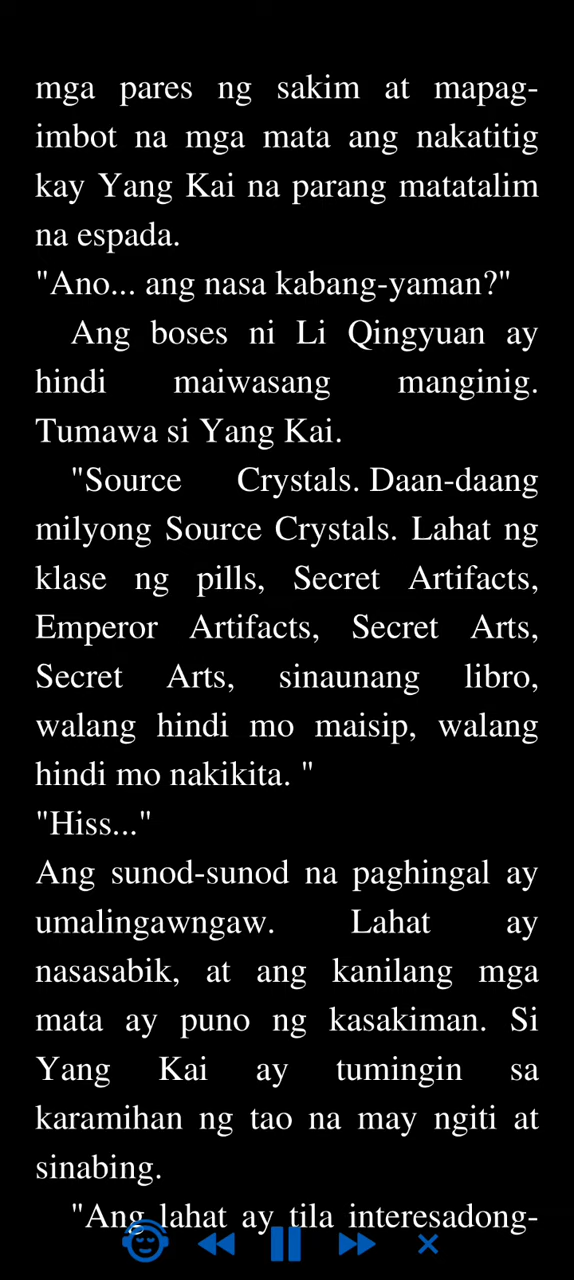 mga pares ng sakim at mapag-
imbot na mga mata ang nakatitig
kay Yang Kai na parang matatalim
na espada.
"Ano... ang nasa kabang-yaman?"
Ang boses ni Li Qingyuan ay
hindi maiwasang manginig.
Tumawa si Yang Kai.
"Source Crystals. Daan-daang
milyong Source Crystals. Lahat ng
klase ng pills, Secret Artifacts,
Emperor Artifacts, Secret Arts,
Secret Arts, sinaunang libro,
walang hindi mo maisip, walang
hindi mo nakikita. "
"Hiss..."
Ang sunod-sunod na paghingal ay
umalingawngaw. Lahat ay
nasasabik, at ang kanilang mga
mata ay puno ng kasakiman. Si
Yang Kai ay tumingin sa
karamihan ng tao na may ngiti at
sinabing.
"Ang lahat ay tila interesadong-